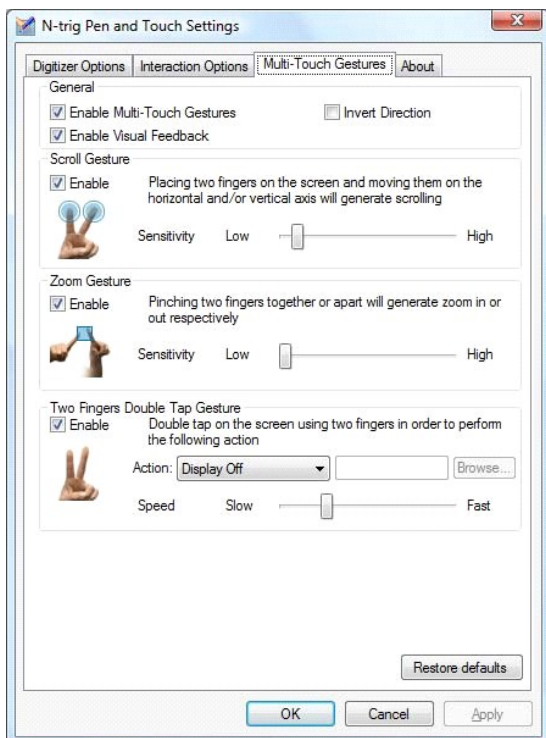 N-trig Pen and Touch Settings
Digitizer Options Interaction Options Multi-Touch Gestures About
General
Enable Multi-Touch Gestures Invert Direction
Enable Visual Feedback
Scroll Gesture
Enable Placing two fingers on the screen and moving them on the
horizontal and/or vertical axis will generate scrolling
Sensitivity Low High
Zoom Gesture
Enable Pinching two fingers together or apart will generate zoom in or
out respectively
Sensitivity Low High
Two Fingers Double Tap Gesture
Enable Double tap on the screen using two fingers in order to perform
the following action
Action: Display Off Browse...
Speed Slow Fast
Restore defaults
OK Cancel Apply